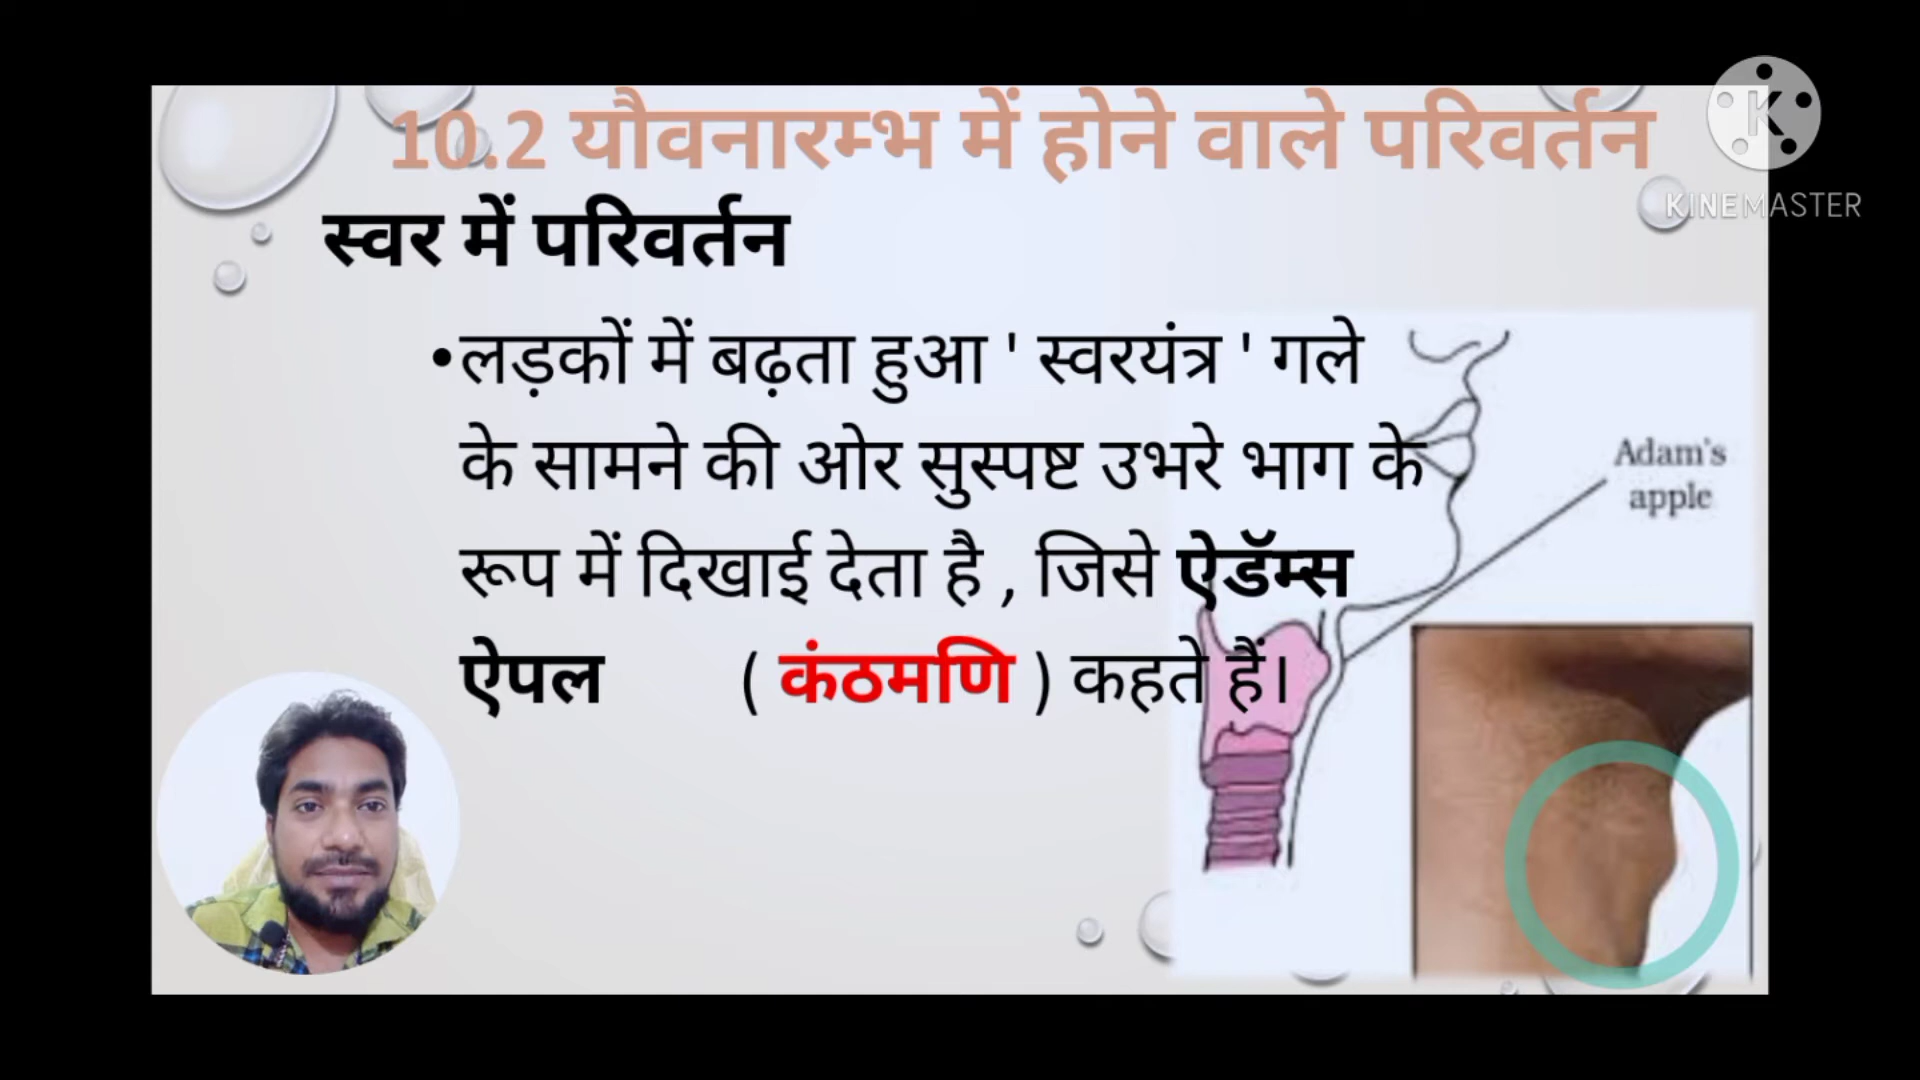 10.2 यौवनारम्भ में होने वाले परिवर्तन
K
KINEMASTER
स्वर में परिवर्तन
•लड़कों में बढ़ता हुआ ' स्वरयंत्र ' गले
के सामने की ओर सुस्पष्ट उभरे भाग के
रूप में दिखाई देता है , जिसे ऐडॅम्स
ऐपल ( कंठमणि ) कहते हैं।
Adam's
apple